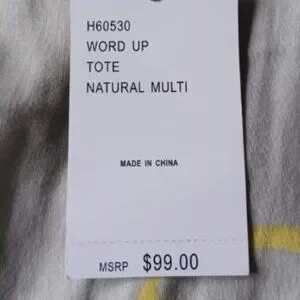 H60530
WORD UP
TOTE
NATURAL MULTI
MADE IN CHINA
MSRP $99.00